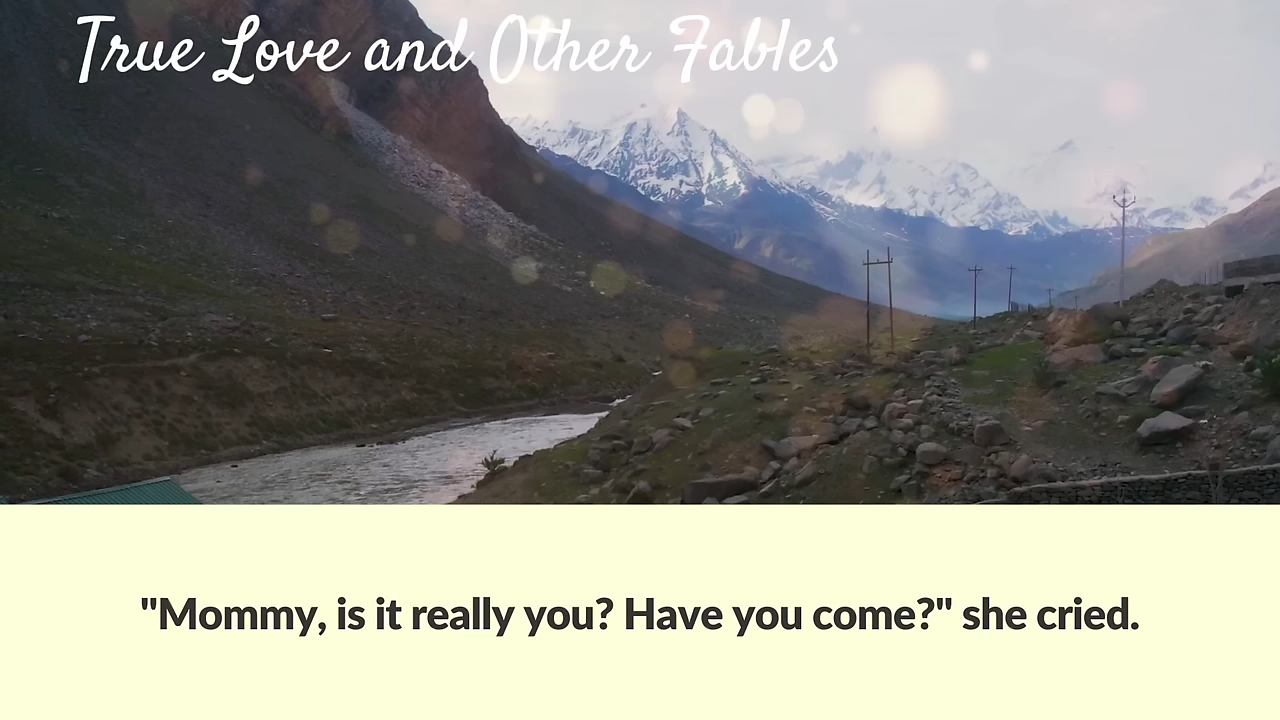 True Love and Other Fables
"Mommy, is it really you? Have you come?" she cried.